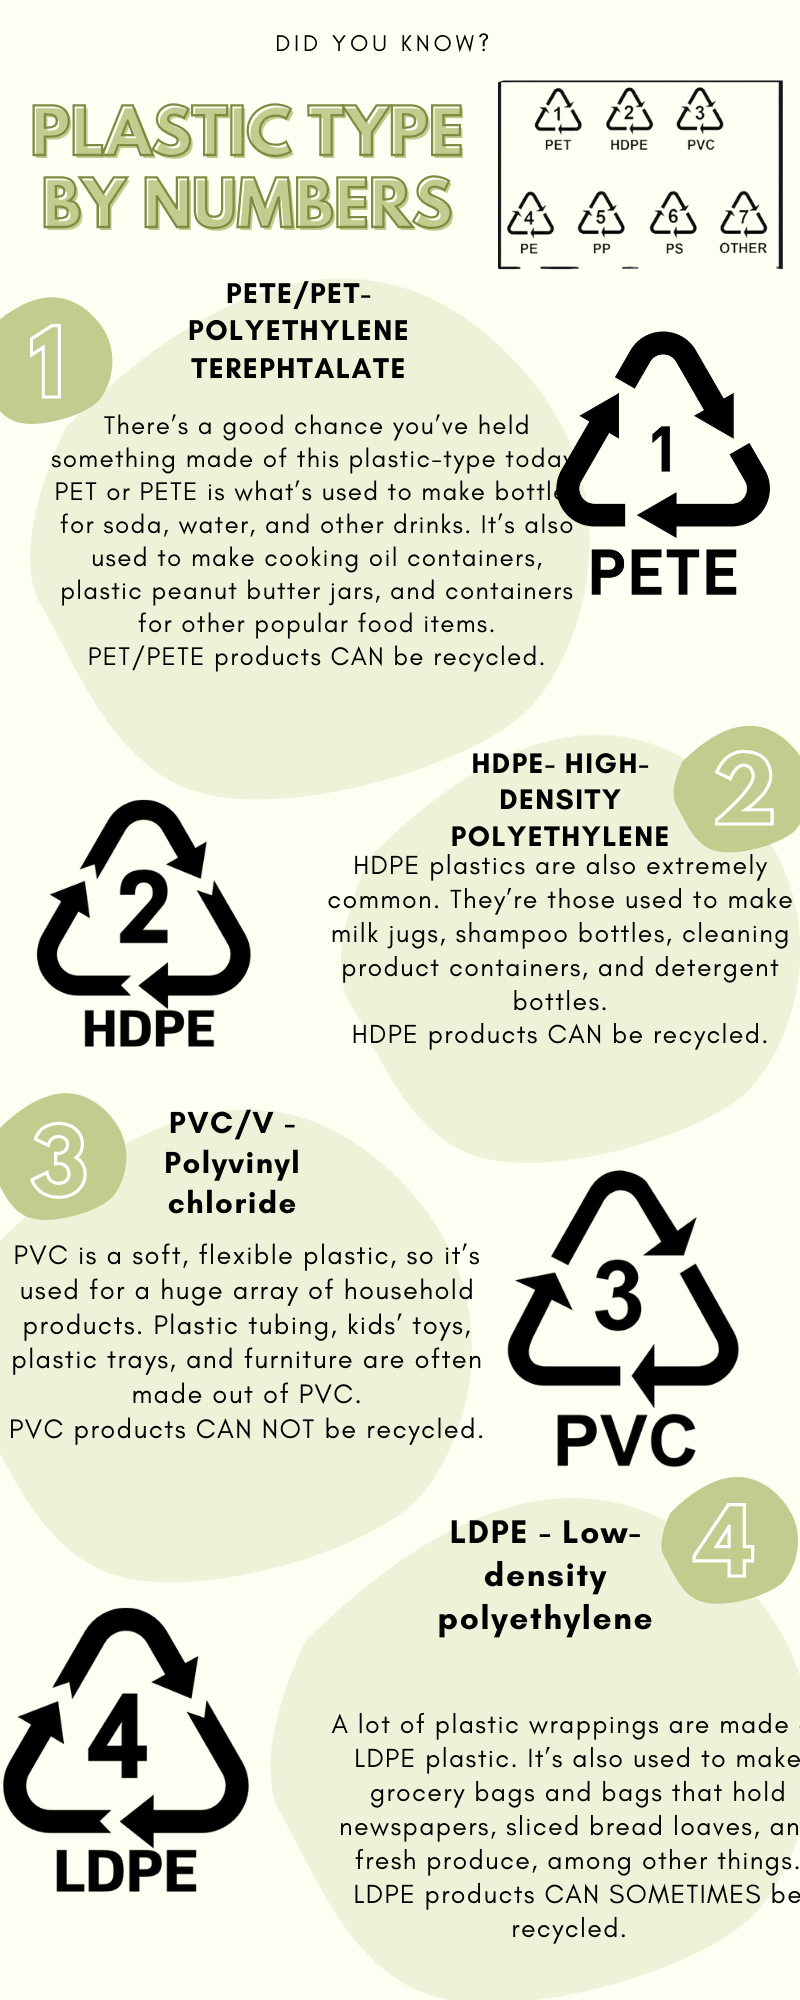 DID YOU KNOW?
PLASTIC TYPE
BY NUMBERS
1 2 3
PET HDPE PVC
4 5 6 7
PE PP PS OTHER
1
PETE/PET-
POLYETHYLENE
TEREPHTALATE
There's a good chance you've held
something made of this plastic-type today
PET or PETE is what's used to make
for soda, water, and other drinks. It's also
used to make cooking oil containers,
plastic peanut butter jars, and containers
for other popular food items.
PET/PETE products CAN be recycled.
1
PETE
2
HDPE- HIGH-
DENSITY
POLYETHYLENE
HDPE plastics are also extremely
common. They're those used to make
milk jugs, shampoo bottles, cleaning
product containers, and detergent
bottles.
HDPE products CAN be recycled.
2
HDPE
3
PVC/V -
Polyvinyl
chloride
PVC is a soft, flexible plastic, so it's
used for a huge array of household
products. Plastic tubing, kids' toys,
plastic trays, and furniture are often
made out of PVC.
PVC products CAN NOT be recycled.
3
PVC
4
LDPE - Low-
density
polyethylene
A lot of plastic wrappings are made
LDPE plastic. It's also used to make
grocery bags and bags that hold
newspapers, sliced bread loaves, an
fresh produce, among other things.
LDPE products CAN SOMETIMES be
recycled.
4
LDPE